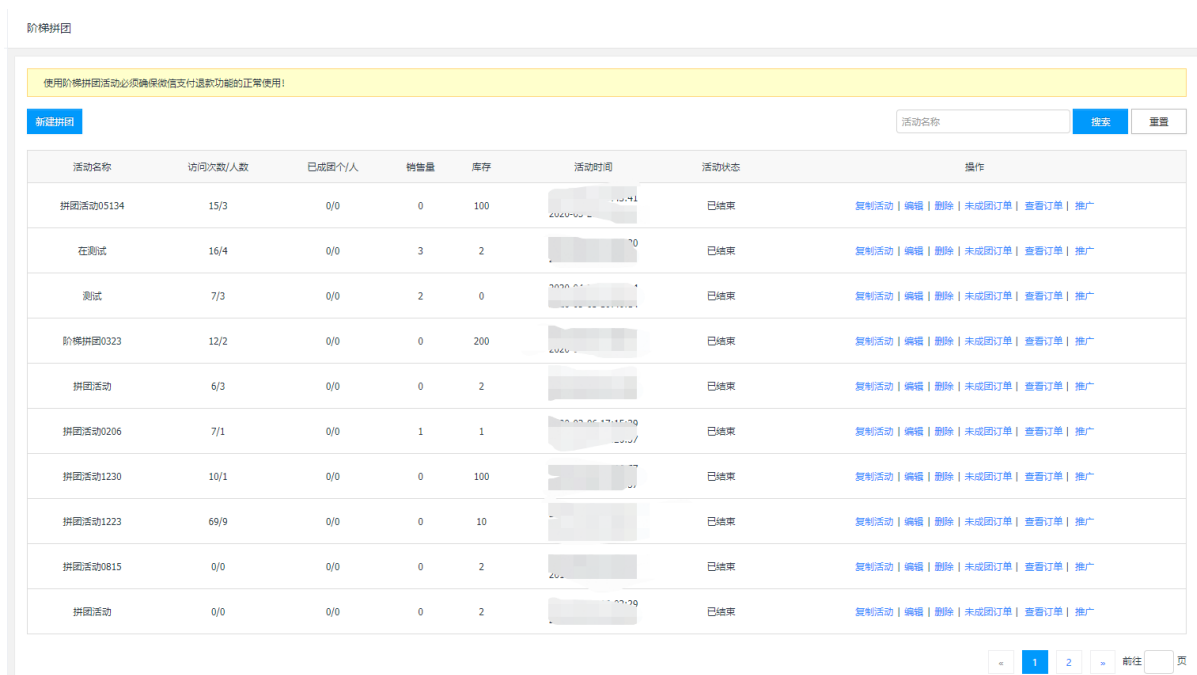 阶梯拼团
使用阶梯拼团活动必须确保微信支付退款功能的正常使用!
新建拼团 活动名称 搜索 重置
活动名称 访问次数/人数 已成团个/人 销售量 库存 活动时间 活动状态 操作
拼团活动05134 15/3 0/0 0 100 已结束 复制活动 | 编辑 | 删除 | 未成团订单 | 查看订单 | 推广
在测试 16/4 0/0 3 2 已结束 复制活动 | 编辑 | 删除 | 未成团订单 | 查看订单 | 推广
测试 7/3 0/0 2 0 已结束 复制活动 | 编辑 | 删除 | 未成团订单 | 查看订单 | 推广
阶梯拼团0323 12/2 0/0 0 200 已结束 复制活动 | 编辑 | 删除 | 未成团订单 | 查看订单 | 推广
拼团活动 6/3 0/0 0 2 已结束 复制活动 | 编辑 | 删除 | 未成团订单 | 查看订单 | 推广
拼团活动0206 7/1 0/0 1 1 已结束 复制活动 | 编辑 | 删除 | 未成团订单 | 查看订单 | 推广
拼团活动1230 10/1 0/0 0 100 已结束 复制活动 | 编辑 | 删除 | 未成团订单 | 查看订单 | 推广
拼团活动1223 69/9 0/0 0 10 已结束 复制活动 | 编辑 | 删除 | 未成团订单 | 查看订单 | 推广
拼团活动0815 0/0 0/0 0 2 已结束 复制活动 | 编辑 | 删除 | 未成团订单 | 查看订单 | 推广
拼团活动 0/0 0/0 0 2 已结束 复制活动 | 编辑 | 删除 | 未成团订单 | 查看订单 | 推广
« 1 2 » 前往 页